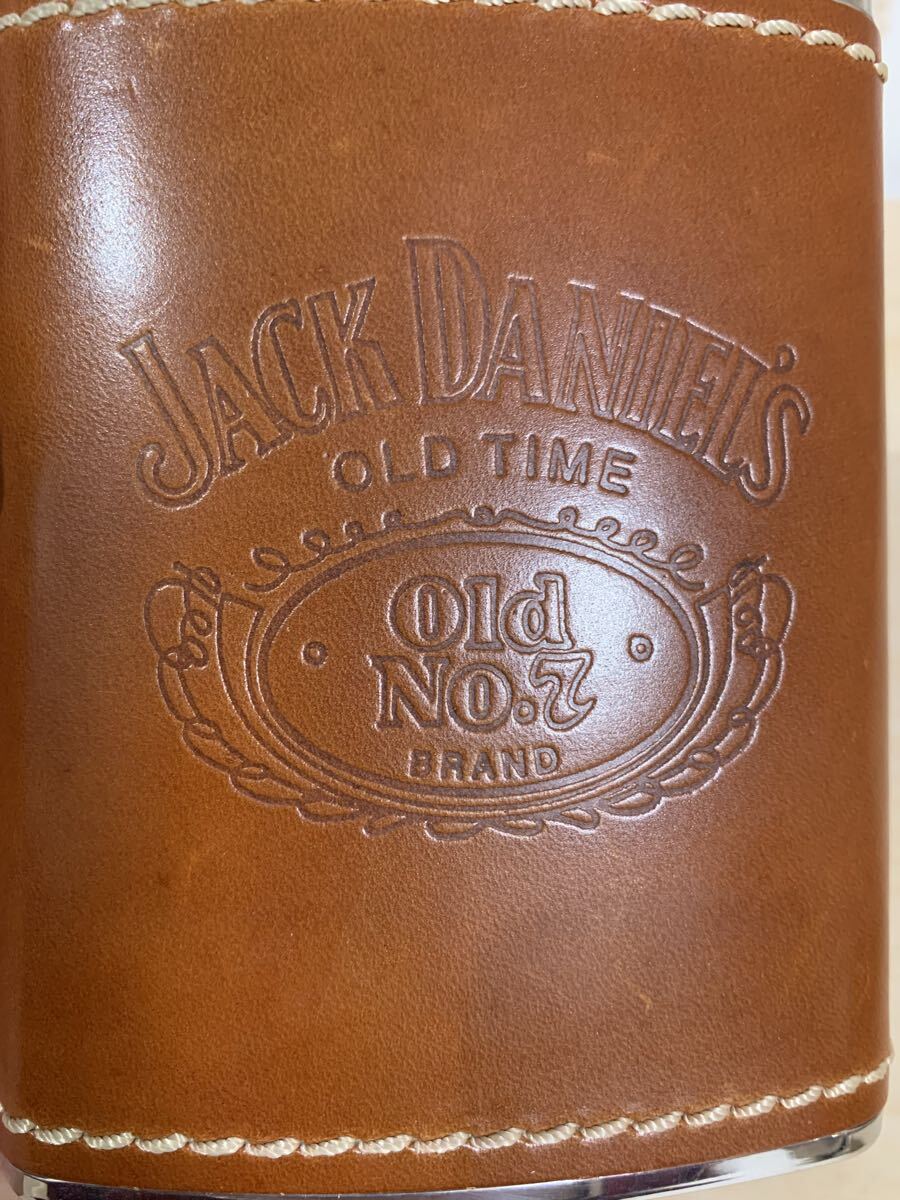 JACK DANIEL'S
OLD TIME
Old
No.7
BRAND